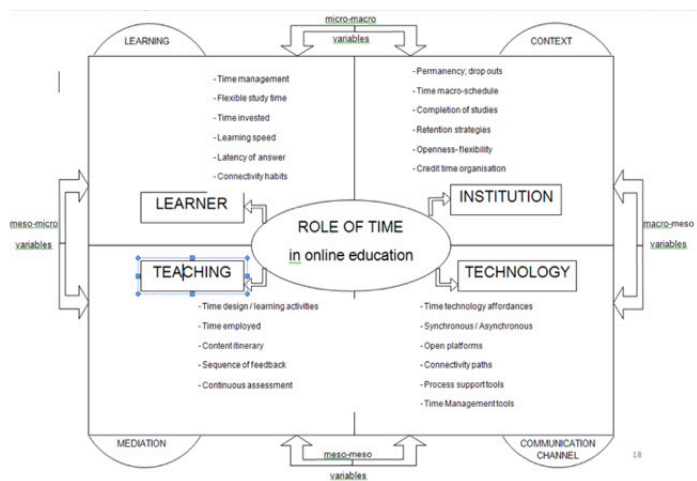 micro-macro
variables
LEARNING
CONTEXT
- Time management
- Flexible study time
- Time invested
- Learning speed
- Latency of answer
- Connectivity habits
- Permanency; drop outs
- Time macro-schedule
- Completion of studies
- Retention strategies
- Openness- flexibility
- Credit time organisation
LEARNER
INSTITUTION
meso-micro
variables
ROLE OF TIME
in online education
macro-meso
variables
TEACHING
TECHNOLOGY
- Time design / learning activities
- Time employed
- Content itinerary
- Sequence of feedback
- Continuous assessment
- Time technology affordances
- Synchronous / Asynchronous
- Open platforms
- Connectivity paths
- Process support tools
- Time Management tools
MEDIATION
COMMUNICATION
CHANNEL
meso-meso
variables
18